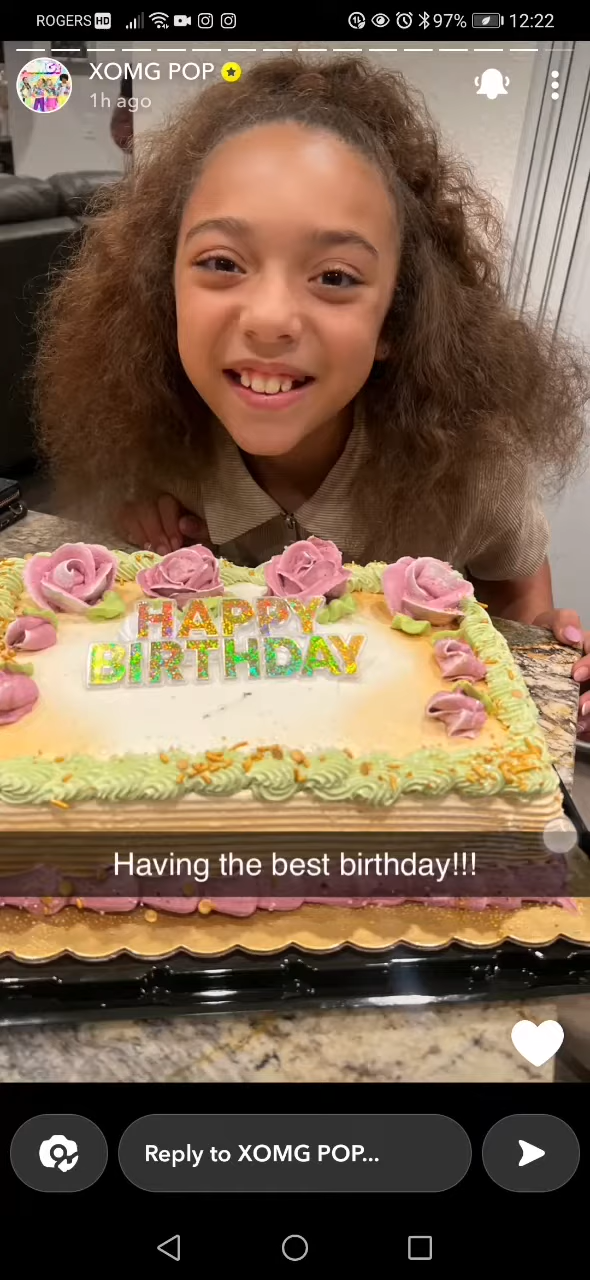 ROGERS HD 97% 12:22
XOMG POP
1h ago
HAPPY
BIRTHDAY
Having the best birthday!!!
Reply to XOMG POP...